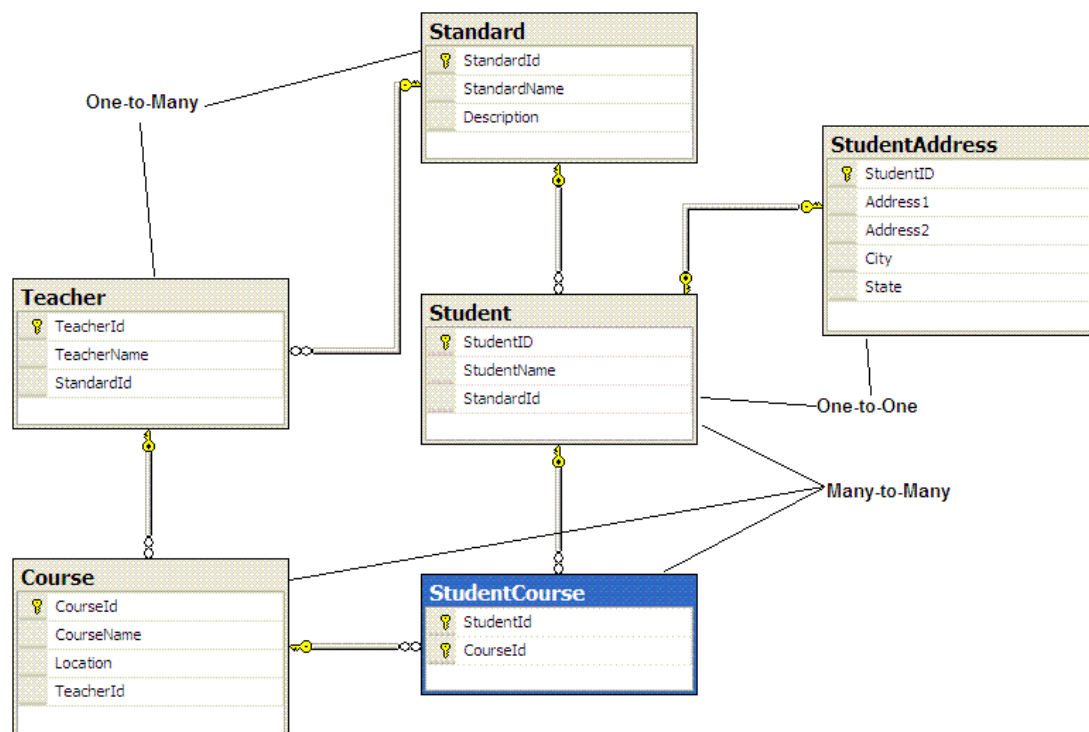 Standard
StandardId
StandardName
Description
One-to-Many
StudentAddress
StudentID
Address1
Address2
City
State
Teacher
TeacherId
TeacherName
StandardId
Student
StudentID
StudentName
StandardId
One-to-One
Many-to-Many
Course
CourseId
CourseName
Location
TeacherId
StudentCourse
StudentId
CourseId